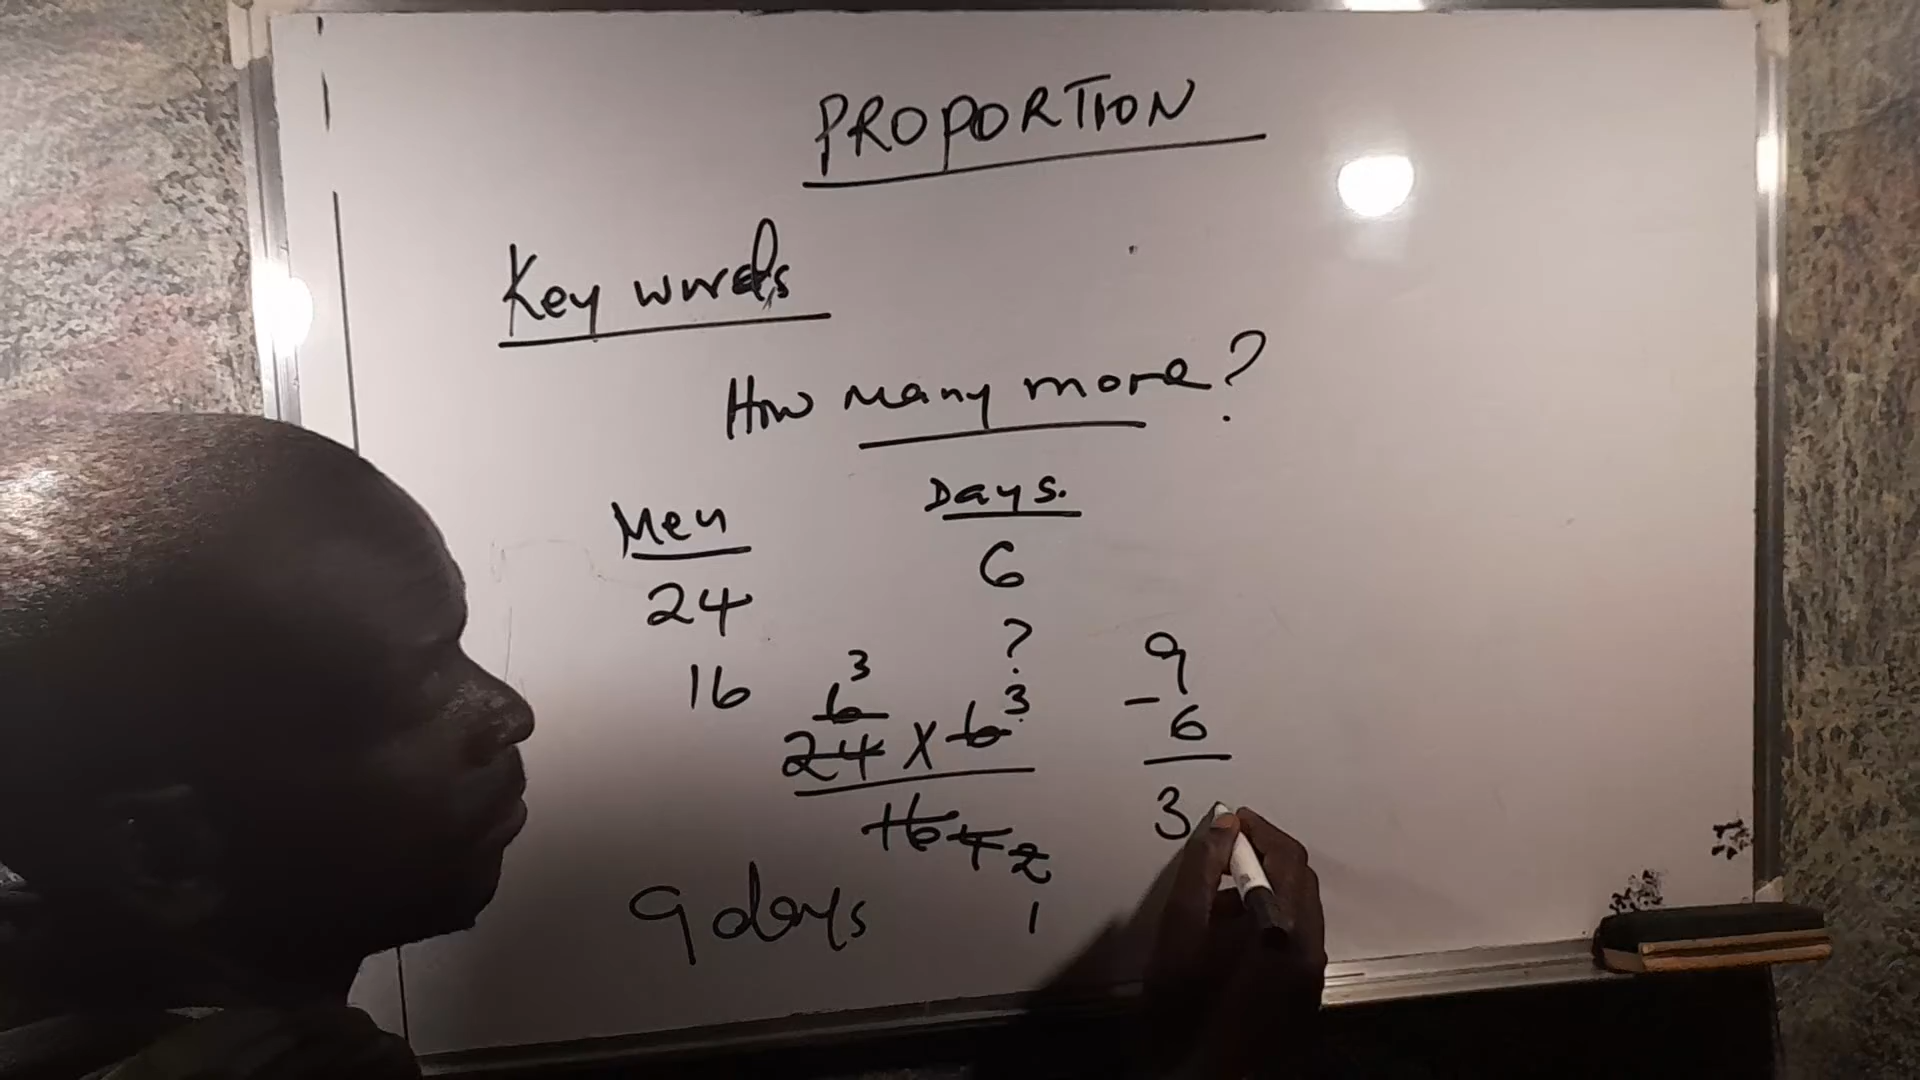 PROPORTION
Key words
How many more?
Men Days.
24 6
16 ?
6 3
24 X 6 3
16 4 2
1
9 days
9
- 6
3